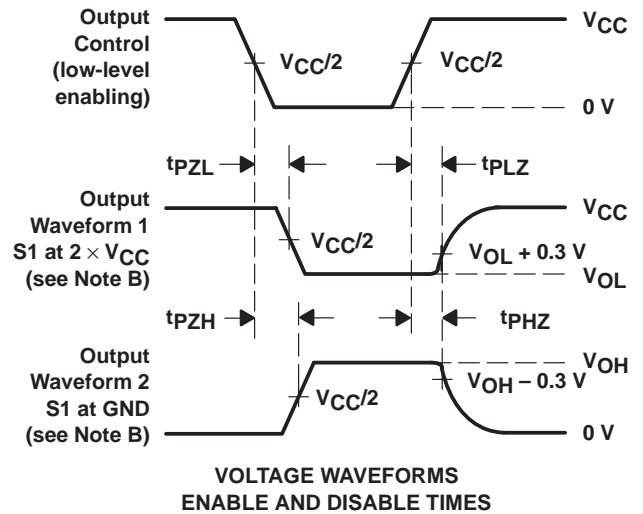 Output
Control
(low-level
enabling)
VCC/2
VCC/2
VCC
0 V
tPZL
tPLZ
Output
Waveform 1
S1 at 2 × VCC
(see Note B)
VCC/2
VCC
VOL + 0.3 V
VOL
tPZH
tPHZ
Output
Waveform 2
S1 at GND
(see Note B)
VCC/2
VOH
VOH − 0.3 V
0 V
VOLTAGE WAVEFORMS
ENABLE AND DISABLE TIMES